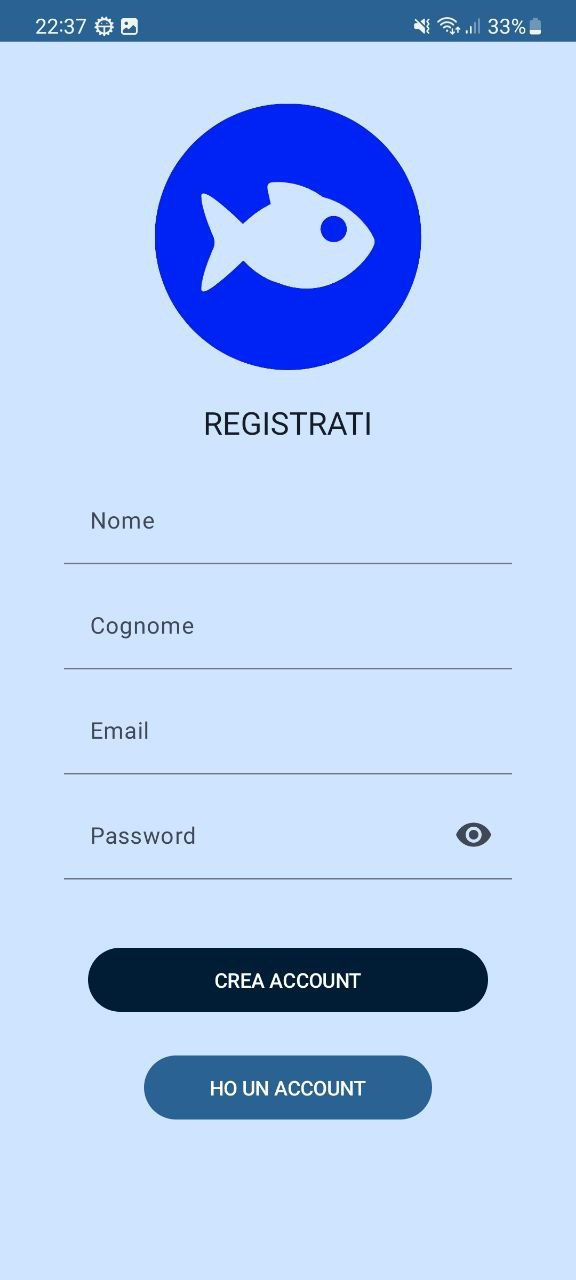 22:37 33%
REGISTRATI
Nome
Cognome
Email
Password
CREA ACCOUNT
HO UN ACCOUNT